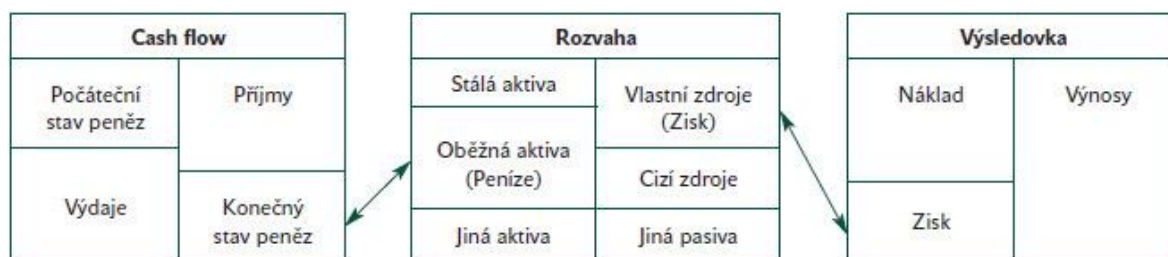 Cash flow
Počáteční
stav peněz
Příjmy
Výdaje
Konečný
stav peněz
Rozvaha
Stálá aktiva
Vlastní zdroje
(Zisk)
Oběžná aktiva
(Peníze)
Cizí zdroje
Jiná aktiva
Jiná pasiva
Výsledovka
Náklad
Výnosy
Zisk